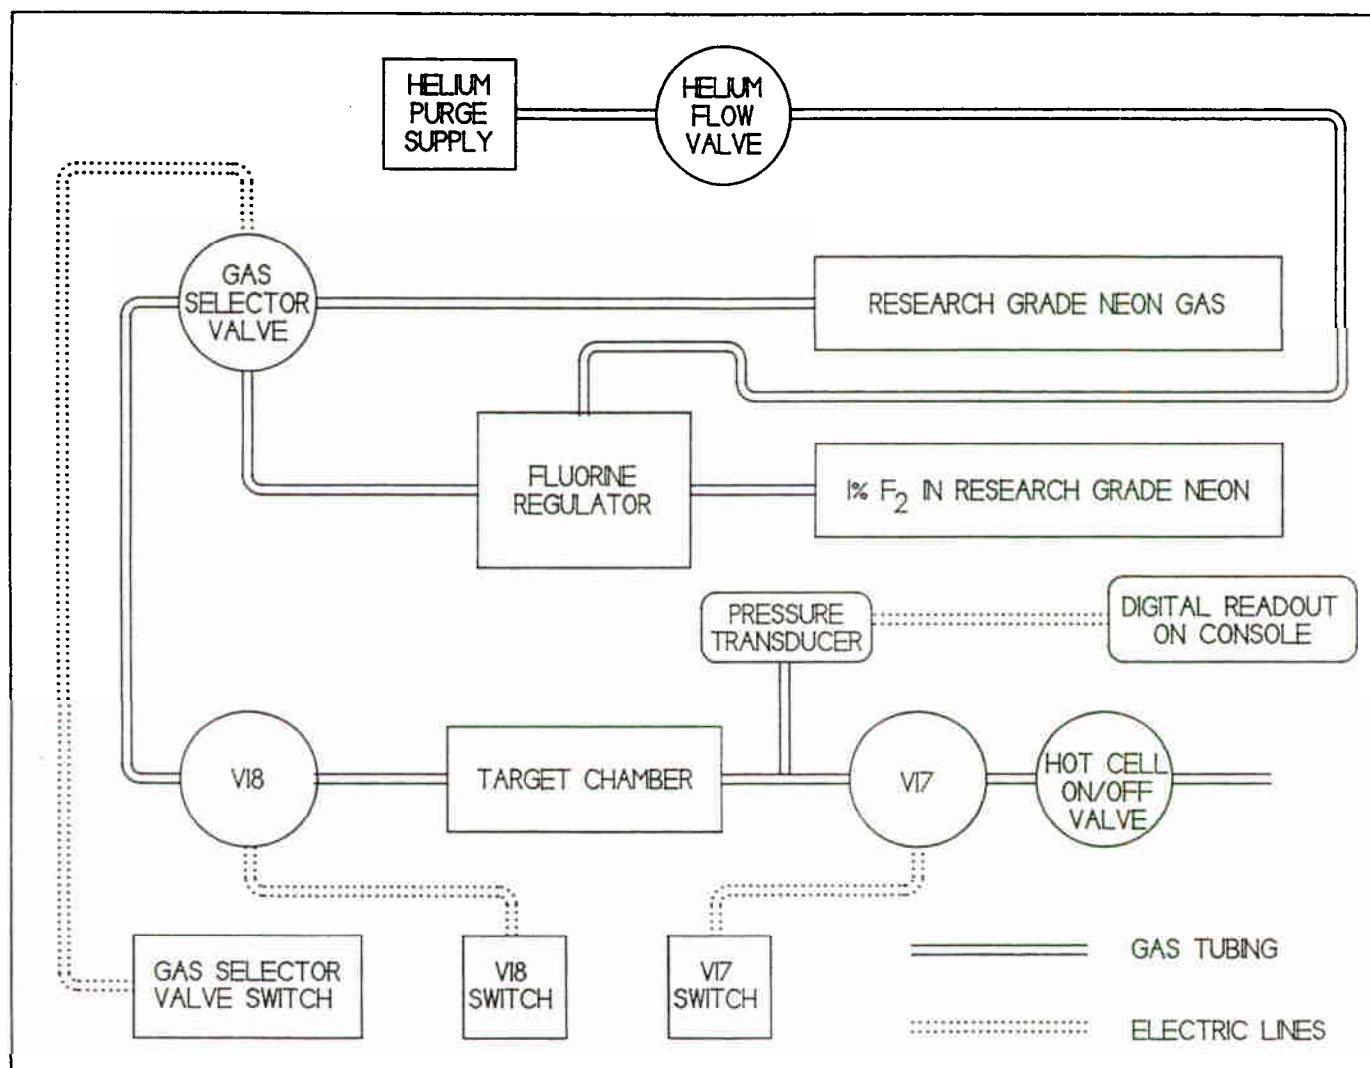 HELIUM
PURGE
SUPPLY
HELIUM
FLOW
VALVE
GAS
SELECTOR
VALVE
RESEARCH GRADE NEON GAS
FLUORINE
REGULATOR
1% F₂ IN RESEARCH GRADE NEON
PRESSURE
TRANSDUCER
DIGITAL READOUT
ON CONSOLE
V18
TARGET CHAMBER
V17
HOT CELL
ON/OFF
VALVE
GAS SELECTOR
VALVE SWITCH
V18
SWITCH
V17
SWITCH
GAS TUBING
ELECTRIC LINES